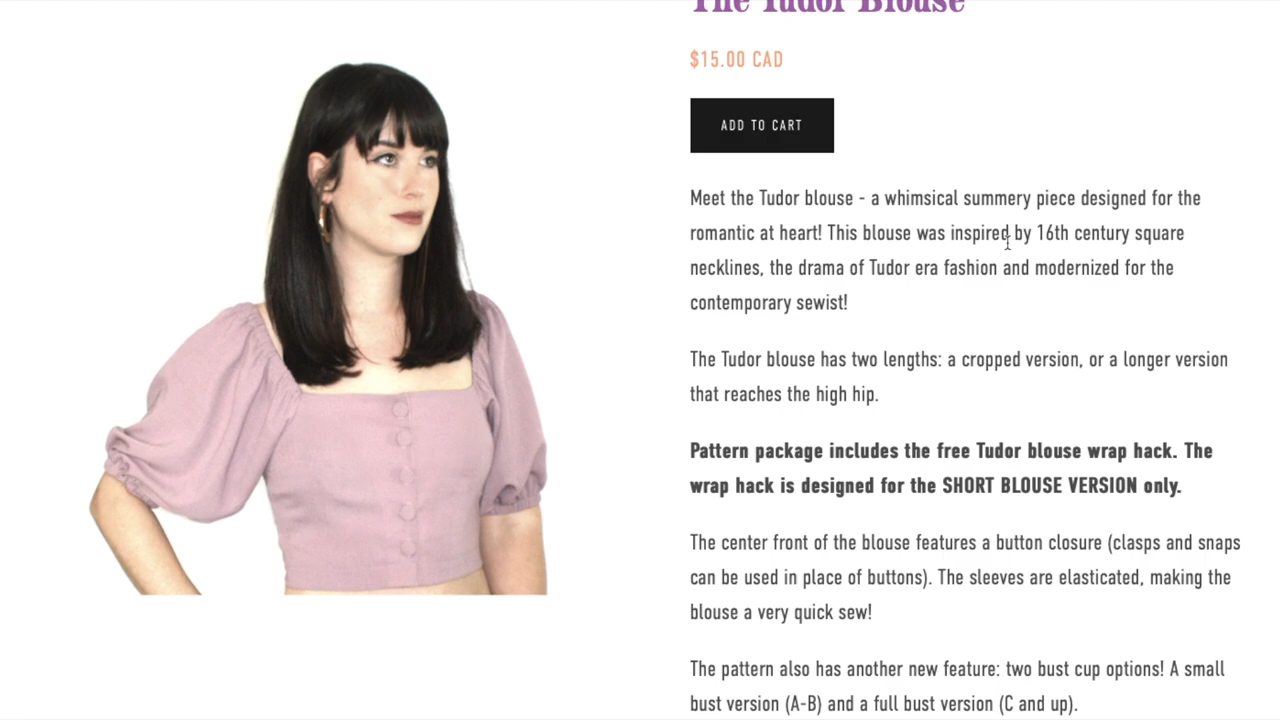 The Tudor Blouse
$15.00 CAD
ADD TO CART
Meet the Tudor blouse - a whimsical summery piece designed for the
romantic at heart! This blouse was inspired by 16th century square
necklines, the drama of Tudor era fashion and modernized for the
contemporary sewist!
The Tudor blouse has two lengths: a cropped version, or a longer version
that reaches the high hip.
Pattern package includes the free Tudor blouse wrap hack. The
wrap hack is designed for the SHORT BLOUSE VERSION only.
The center front of the blouse features a button closure (clasps and snaps
can be used in place of buttons). The sleeves are elasticated, making the
blouse a very quick sew!
The pattern also has another new feature: two bust cup options! A small
bust version (A-B) and a full bust version (C and up).